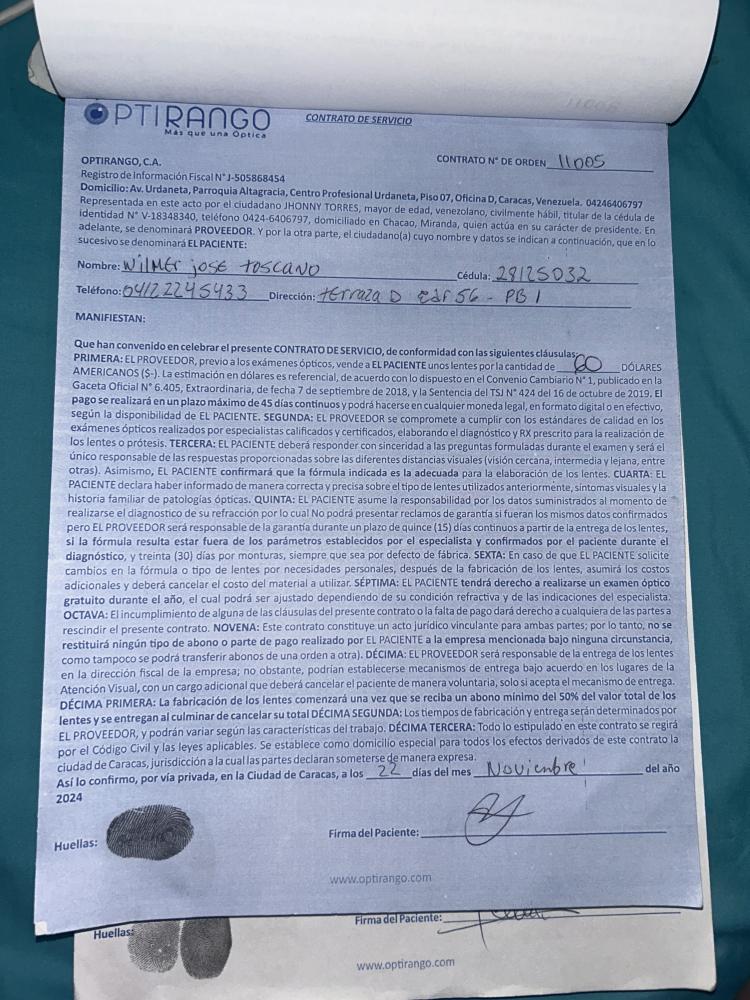 OPTIRANGO
Más que una Óptica
CONTRATO DE SERVICIO
OPTIRANGO, C.A.
CONTRATO N° DE ORDEN 11005
Registro de Información Fiscal N° J-505868454
Domicilio: Av. Urdaneta, Parroquia Altagracia, Centro Profesional Urdaneta, Piso 07, Oficina D, Caracas, Venezuela. 04246406797
Representada en este acto por el ciudadano JHONNY TORRES, mayor de edad, venezolano, civilmente hábil, titular de la cédula de
identidad N° V-18348340, teléfono 0424-6406797, domiciliado en Chacao, Miranda, quien actúa en su carácter de presidente. En
adelante, se denominará PROVEEDOR. Y por la otra parte, el ciudadano(a) cuyo nombre y datos se indican a continuación, que en lo
sucesivo se denominará EL PACIENTE:
Nombre: Wilmer jose toscano Cédula: 28125032
Teléfono: 04122245433 Dirección: terraza D edf 56 - PB 1
MANIFIESTAN:
Que han convenido en celebrar el presente CONTRATO DE SERVICIO, de conformidad con las siguientes cláusulas:
PRIMERA: EL PROVEEDOR, previo a los exámenes ópticos, vende a EL PACIENTE unos lentes por la cantidad de 60 DÓLARES
AMERICANOS ($-). La estimación en dólares es referencial, de acuerdo con lo dispuesto en el Convenio Cambiario N° 1, publicado en la
Gaceta Oficial N° 6.405, Extraordinaria, de fecha 7 de septiembre de 2018, y la Sentencia del TSJ N° 424 del 16 de octubre de 2019. El
pago se realizará en un plazo máximo de 45 días continuos y podrá hacerse en cualquier moneda legal, en formato digital o en efectivo,
según la disponibilidad de EL PACIENTE. SEGUNDA: EL PROVEEDOR se compromete a cumplir con los estándares de calidad en los
exámenes ópticos realizados por especialistas calificados y certificados, elaborando el diagnóstico y RX prescrito para la realización de
los lentes o prótesis. TERCERA: EL PACIENTE deberá responder con sinceridad a las preguntas formuladas durante el examen y será el
único responsable de las respuestas proporcionadas sobre las diferentes distancias visuales (visión cercana, intermedia y lejana, entre
otras). Asimismo, EL PACIENTE confirmará que la fórmula indicada es la adecuada para la elaboración de los lentes. CUARTA: EL
PACIENTE declara haber informado de manera correcta y precisa sobre el tipo de lentes utilizados anteriormente, síntomas visuales y la
historia familiar de patologías ópticas. QUINTA: EL PACIENTE asume la responsabilidad por los datos suministrados al momento de
realizarse el diagnostico de su refracción por lo cual No podrá presentar reclamos de garantía si fueran los mismos datos confirmados
pero EL PROVEEDOR será responsable de la garantía durante un plazo de quince (15) días continuos a partir de la entrega de los lentes,
si la fórmula resulta estar fuera de los parámetros establecidos por el especialista y confirmados por el paciente durante el
diagnóstico, y treinta (30) días por monturas, siempre que sea por defecto de fábrica. SEXTA: En caso de que EL PACIENTE solicite
cambios en la fórmula o tipo de lentes por necesidades personales, después de la fabricación de los lentes, asumirá los costos
adicionales y deberá cancelar el costo del material a utilizar. SÉPTIMA: EL PACIENTE tendrá derecho a realizarse un examen óptico
gratuito durante el año, el cual podrá ser ajustado dependiendo de su condición refractiva y de las indicaciones del especialista.
OCTAVA: El incumplimiento de alguna de las cláusulas del presente contrato o la falta de pago dará derecho a cualquiera de las partes a
rescindir el presente contrato. NOVENA: Este contrato constituye un acto jurídico vinculante para ambas partes; por lo tanto, no se
restituirá ningún tipo de abono o parte de pago realizado por EL PACIENTE a la empresa mencionada bajo ninguna circunstancia,
como tampoco se podrá transferir abonos de una orden a otra). DÉCIMA: EL PROVEEDOR será responsable de la entrega de los lentes
en la dirección fiscal de la empresa; no obstante, podrían establecerse mecanismos de entrega bajo acuerdo en los lugares de la
Atención Visual, con un cargo adicional que deberá cancelar el paciente de manera voluntaria, solo si acepta el mecanismo de entrega.
DÉCIMA PRIMERA: La fabricación de los lentes comenzará una vez que se reciba un abono mínimo del 50% del valor total de los
lentes y se entregan al culminar de cancelar su total DÉCIMA SEGUNDA: Los tiempos de fabricación y entrega serán determinados por
EL PROVEEDOR, y podrán variar según las características del trabajo. DÉCIMA TERCERA: Todo lo estipulado en este contrato se regirá
por el Código Civil y las leyes aplicables. Se establece como domicilio especial para todos los efectos derivados de este contrato la
ciudad de Caracas, jurisdicción a la cual las partes declaran someterse de manera expresa.
Así lo confirmo, por vía privada, en la Ciudad de Caracas, a los 22 días del mes Noviembre del año
2024
Huellas:
Firma del Paciente:
www.optirango.com
Huellas:
Firma del Paciente:
www.optirango.com